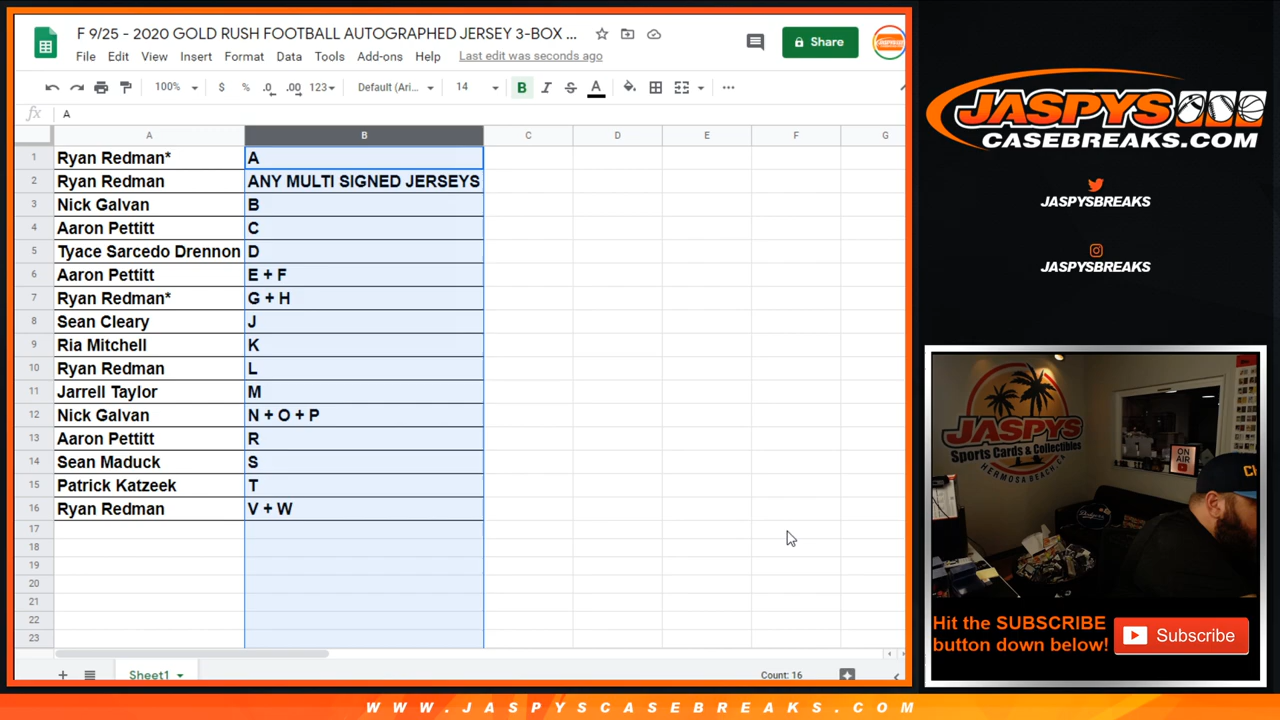 F 9/25 - 2020 GOLD RUSH FOOTBALL AUTOGRAPHED JERSEY 3-BOX ...
Share
File Edit View Insert Format Data Tools Add-ons Help Last edit was seconds ago
100% $ % .0 .00 123 Default (Ari... 14 B I S A
fx A
A B C D E F G
1 Ryan Redman* A
2 Ryan Redman ANY MULTI SIGNED JERSEYS
3 Nick Galvan B
4 Aaron Pettitt C
5 Tyace Sarcedo Drennon D
6 Aaron Pettitt E + F
7 Ryan Redman* G + H
8 Sean Cleary J
9 Ria Mitchell K
10 Ryan Redman L
11 Jarrell Taylor M
12 Nick Galvan N + O + P
13 Aaron Pettitt R
14 Sean Maduck S
15 Patrick Katzeek T
16 Ryan Redman V + W
17
18
19
20
21
22
23
Sheet1
Count: 16
JASPYS
CASEBREAKS.COM
JASPYSBREAKS
JASPYSBREAKS
JASPYS
Sports Cards & Collectibles
HERMOSA BEACH, CA
ON
AIR
Dodgers
Hit the SUBSCRIBE
button down below!
Subscribe
WWW.JASPYSCASEBREAKS.COM